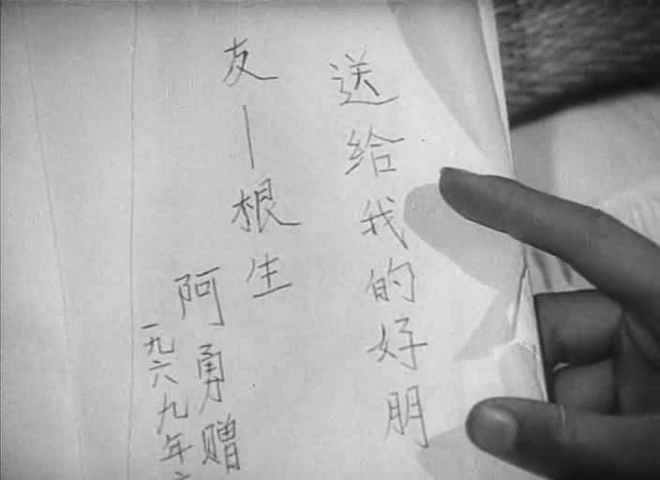 送给我的好朋
友—根生
阿勇赠
一九六九年